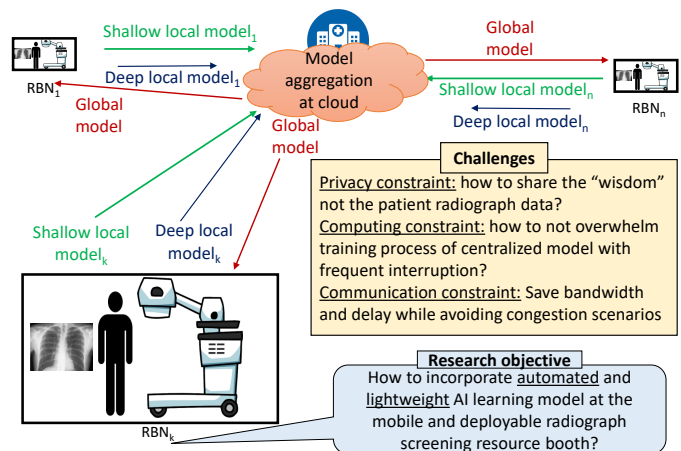 Shallow local model1
Deep local model1
RBN1
Global
model
Model
aggregation
at cloud
Global
model
Global
model
Shallow local modeln
RBNn
Deep local modeln
Shallow local
modelk
Deep local
modelk
RBNk
Challenges
Privacy constraint: how to share the “wisdom”
not the patient radiograph data?
Computing constraint: how to not overwhelm
training process of centralized model with
frequent interruption?
Communication constraint: Save bandwidth
and delay while avoiding congestion scenarios
Research objective
How to incorporate automated and
lightweight AI learning model at the
mobile and deployable radiograph
screening resource booth?